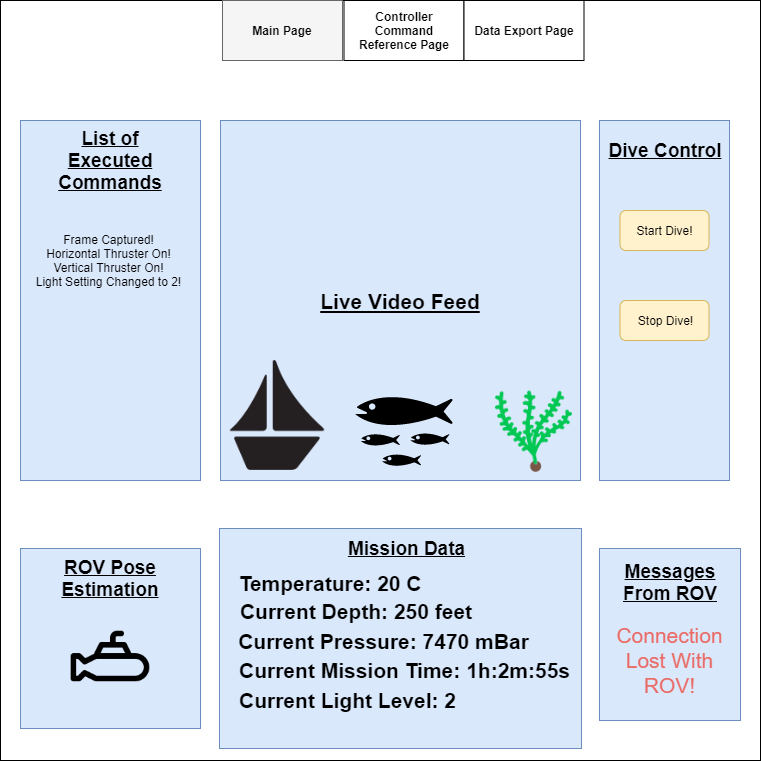 Main Page
Controller
Command
Reference Page
Data Export Page
List of
Executed
Commands
Frame Captured!
Horizontal Thruster On!
Vertical Thruster On!
Light Setting Changed to 2!
Live Video Feed
Dive Control
Start Dive!
Stop Dive!
ROV Pose
Estimation
Mission Data
Temperature: 20 C
Current Depth: 250 feet
Current Pressure: 7470 mBar
Current Mission Time: 1h:2m:55s
Current Light Level: 2
Messages
From ROV
Connection
Lost With
ROV!